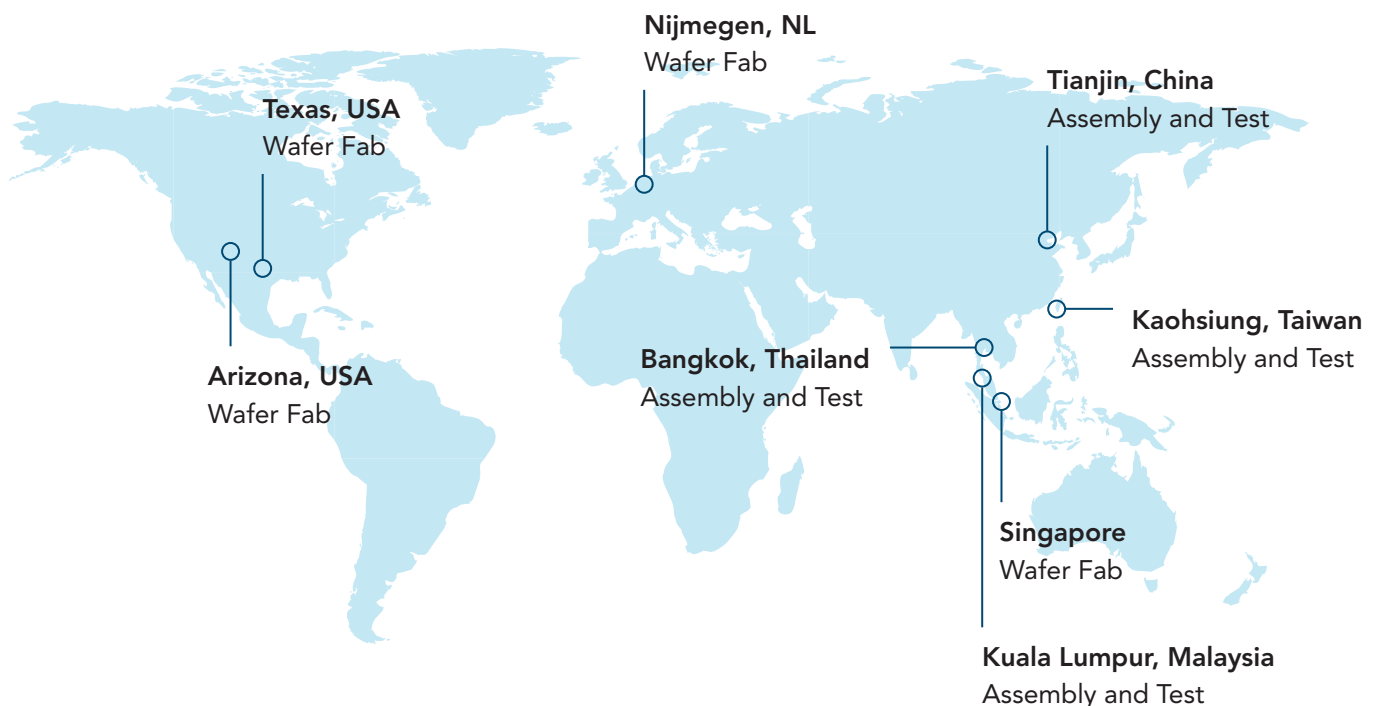 Nijmegen, NL
Wafer Fab
Tianjin, China
Assembly and Test
Texas, USA
Wafer Fab
Kaohsiung, Taiwan
Assembly and Test
Bangkok, Thailand
Assembly and Test
Arizona, USA
Wafer Fab
Singapore
Wafer Fab
Kuala Lumpur, Malaysia
Assembly and Test